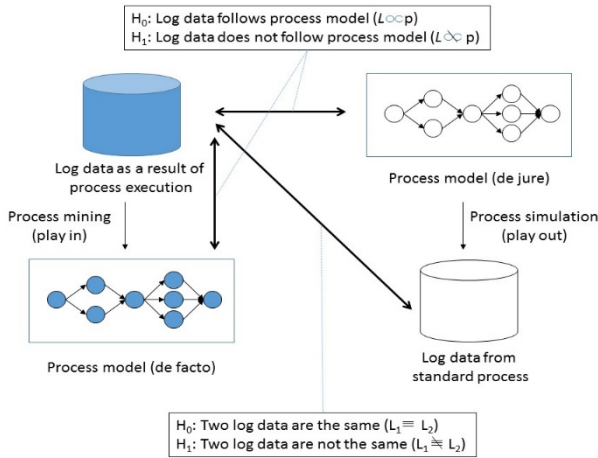 H₀: Log data follows process model (L∝p)
H₁: Log data does not follow process model (L∝̸ p)
Log data as a result of
process execution
Process model (de jure)
Process mining
(play in)
Process simulation
(play out)
Process model (de facto)
Log data from
standard process
H₀: Two log data are the same (L₁≡ L₂)
H₁: Two log data are not the same (L₁≢ L₂)